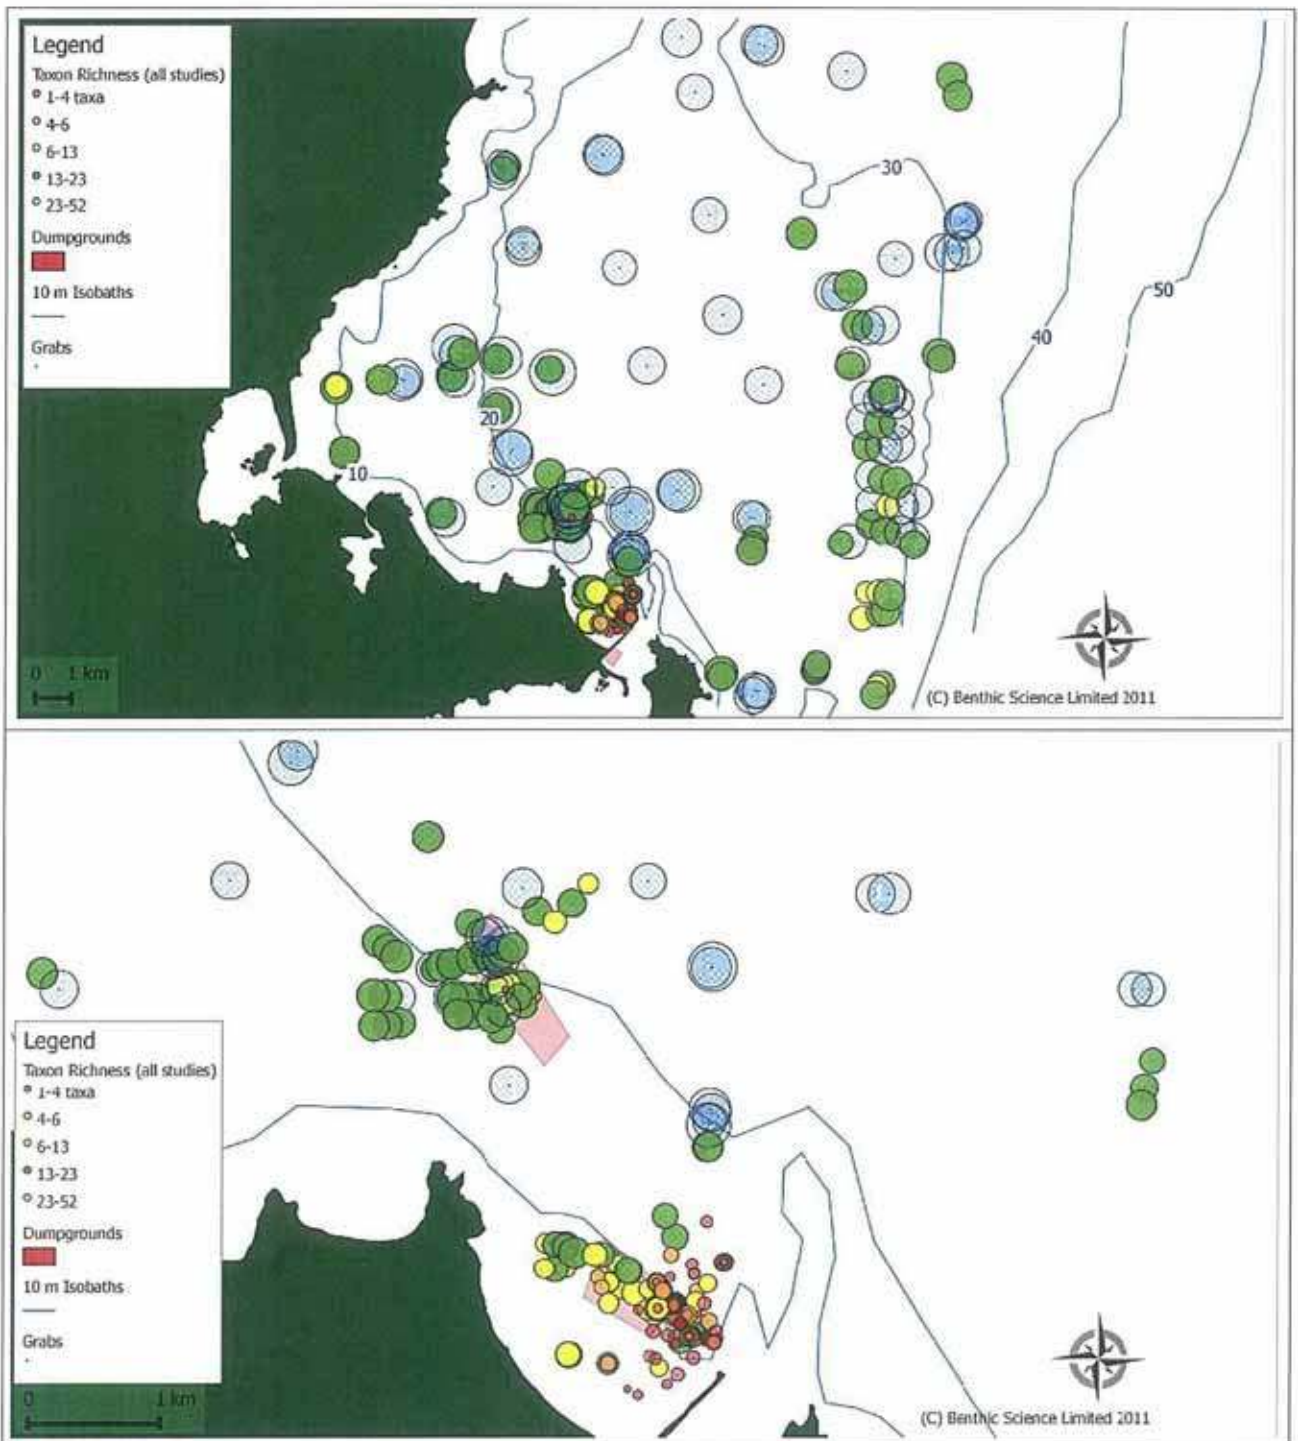 Legend
Taxon Richness (all studies)
1-4 taxa
4-6
6-13
13-23
23-52
Dumpgrounds
10 m Isobaths
Grabs
0 1 km
10
20
30
40
50
(C) Benthic Science Limited 2011
Legend
Taxon Richness (all studies)
1-4 taxa
4-6
6-13
13-23
23-52
Dumpgrounds
10 m Isobaths
Grabs
0 1 km
(C) Benthic Science Limited 2011